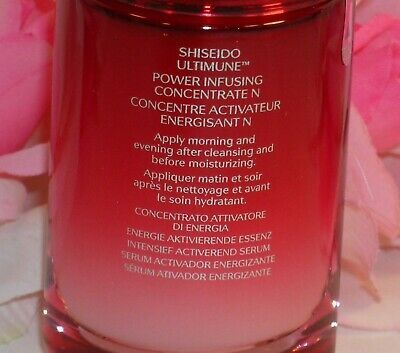 SHISEIDO
ULTIMUNE™
POWER INFUSING
CONCENTRATE N
CONCENTRE ACTIVATEUR
ENERGISANT N
Apply morning and
evening after cleansing and
before moisturizing.
Appliquer matin et soir
après le nettoyage et avant
le soin hydratant.
CONCENTRATO ATTIVATORE
DI ENERGIA
ENERGIE AKTIVIERENDE ESSENZ
INTENSIEF ACTIVEREND SERUM
SERUM ACTIVADOR ENERGIZANTE
SÉRUM ATIVADOR ENERGIZANTE